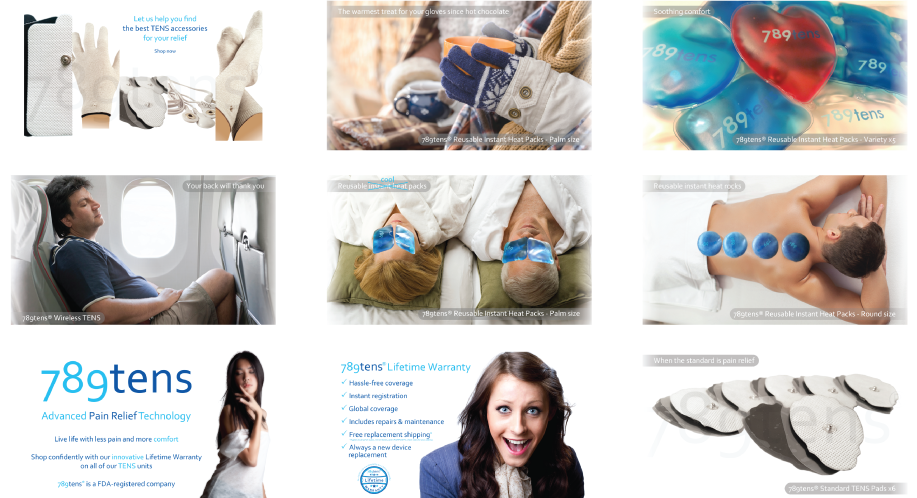 Let us help you find
the best TENS accessories
for your relief
Shop now
789tens
The warmest treat for your gloves since hot chocolate
789tens® Reusable Instant Heat Packs - Palm size
Soothing comfort
789tens
789tens
789
789tens
789tens
789tens® Reusable Instant Heat Packs - Variety x5
Your back will thank you
789tens® Wireless TENS
cool
Reusable instant heat packs
789tens® Reusable Instant Heat Packs - Palm size
Reusable instant heat rocks
789tens® Reusable Instant Heat Packs - Round size
789tens
Advanced Pain Relief Technology
Live life with less pain and more comfort
Shop confidently with our innovative Lifetime Warranty
on all of our TENS units
789tens® is a FDA-registered company
789tens® Lifetime Warranty
✓ Hassle-free coverage
✓ Instant registration
✓ Global coverage
✓ Includes repairs & maintenance
✓ Free replacement shipping
✓ Always a new device
replacement
Lifetime
When the standard is pain relief
789tens
789tens® Standard TENS Pads x6